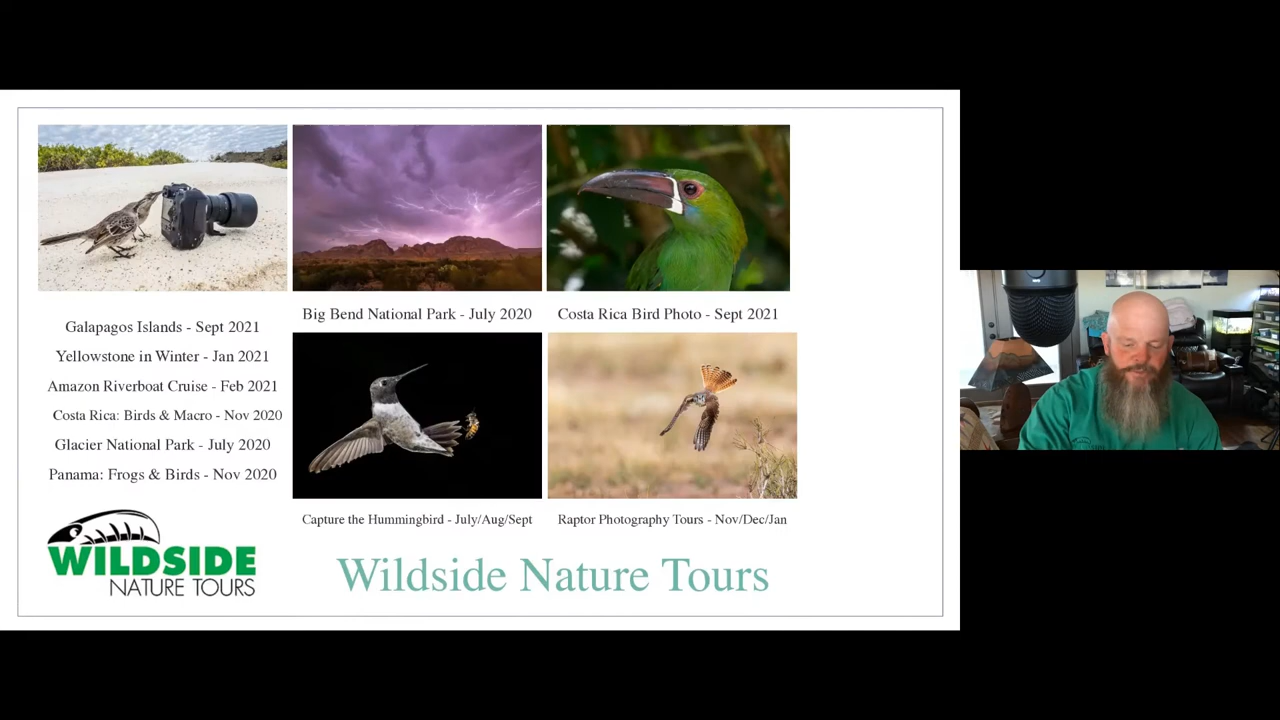 Big Bend National Park - July 2020
Costa Rica Bird Photo - Sept 2021
Galapagos Islands - Sept 2021
Yellowstone in Winter - Jan 2021
Amazon Riverboat Cruise - Feb 2021
Costa Rica: Birds & Macro - Nov 2020
Glacier National Park - July 2020
Panama: Frogs & Birds - Nov 2020
Capture the Hummingbird - July/Aug/Sept
Raptor Photography Tours - Nov/Dec/Jan
WILDSIDE
NATURE TOURS
Wildside Nature Tours